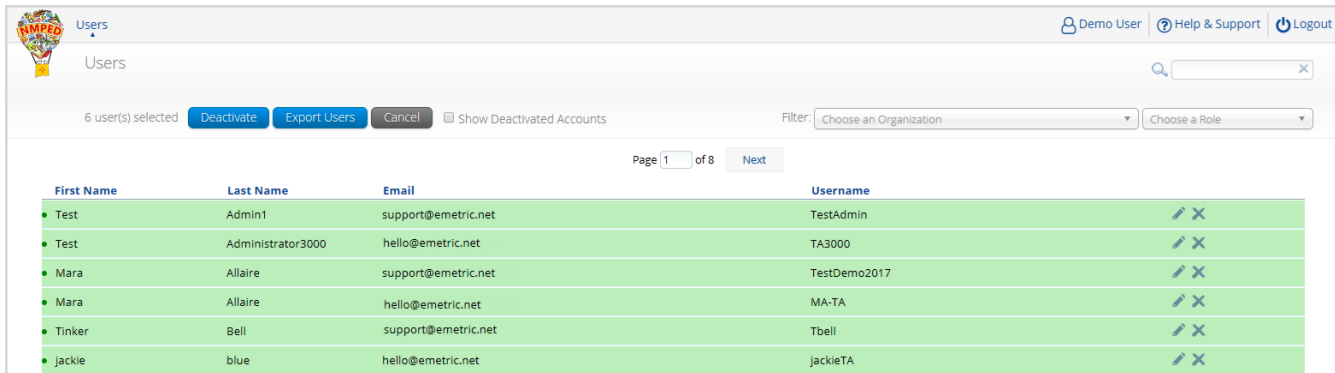 NMPED Users Demo User Help & Support Logout
Users
6 user(s) selected Deactivate Export Users Cancel Show Deactivated Accounts Filter: Choose an Organization Choose a Role
Page 1 of 8 Next
First Name Last Name Email Username
Test Admin1 support@emetric.net TestAdmin
Test Administrator3000 hello@emetric.net TA3000
Mara Allaire support@emetric.net TestDemo2017
Mara Allaire hello@emetric.net MA-TA
Tinker Bell support@emetric.net Tbell
jackie blue hello@emetric.net jackieTA